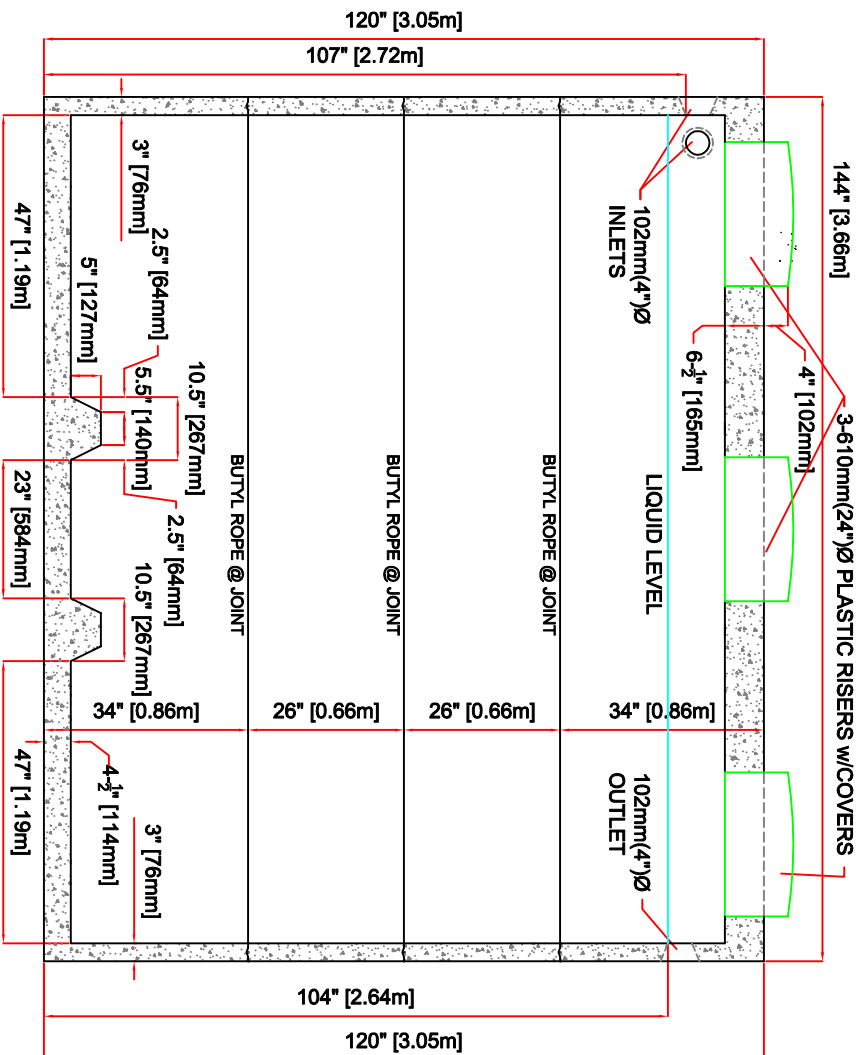 120" [3.05m]
107" [2.72m]
144" [3.66m]
3-610mm(24")Ø PLASTIC RISERS w/COVERS
4" [102mm]
6-1/2" [165mm]
102mm(4")Ø
INLETS
LIQUID LEVEL
102mm(4")Ø
OUTLET
BUTYL ROPE @ JOINT
BUTYL ROPE @ JOINT
BUTYL ROPE @ JOINT
34" [0.86m]
26" [0.66m]
26" [0.66m]
34" [0.86m]
3" [76mm]
2.5" [64mm]
5" [127mm]
10.5" [267mm]
5.5" [140mm]
2.5" [64mm]
10.5" [267mm]
4-1/2" [114mm]
3" [76mm]
47" [1.19m]
23" [584mm]
47" [1.19m]
104" [2.64m]
120" [3.05m]